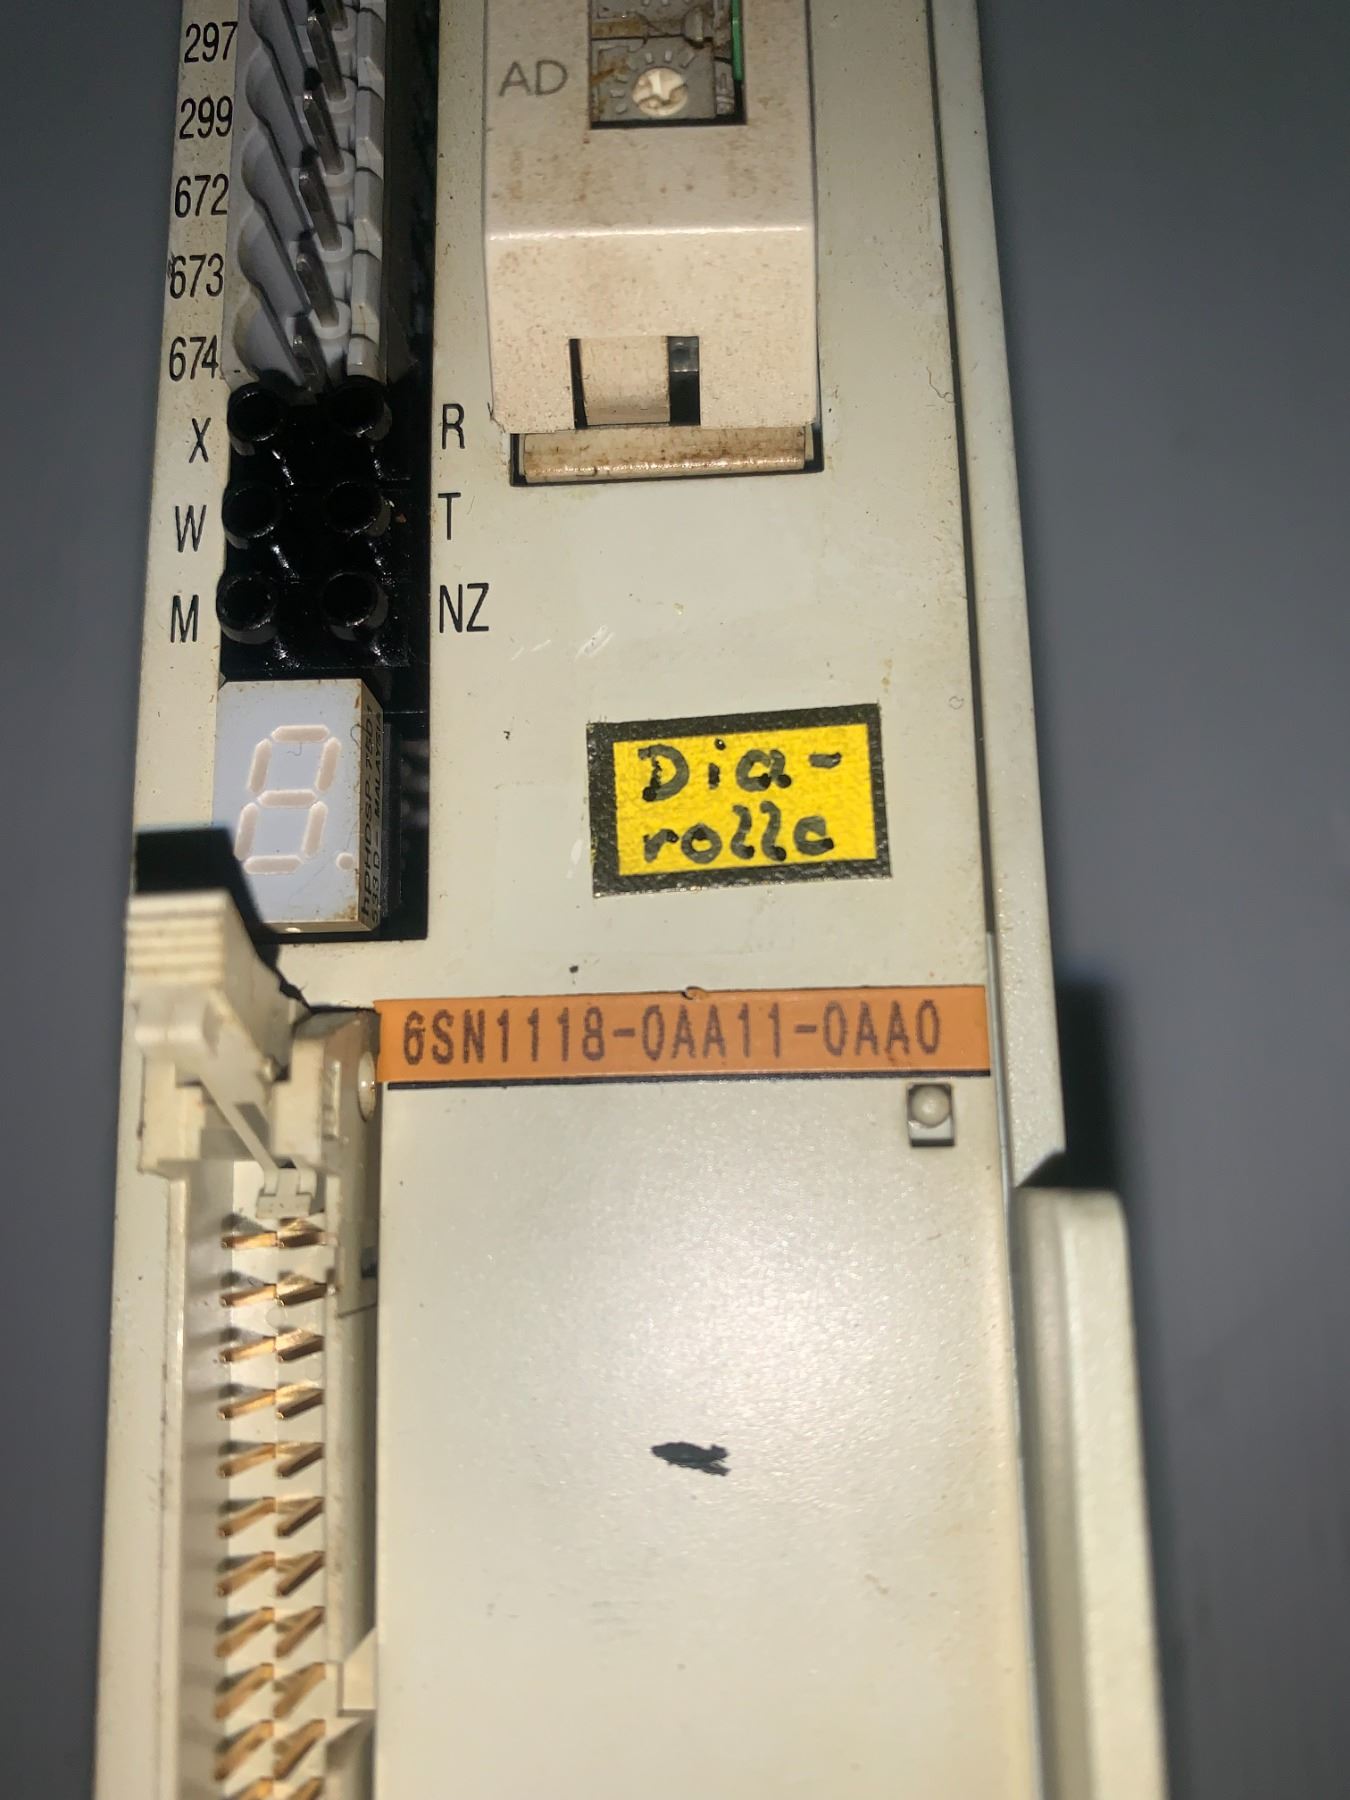 297
AD
299
672
673
674
X R
W T
M NZ
Dia-
rolle
6SN1118-0AA11-0AA0